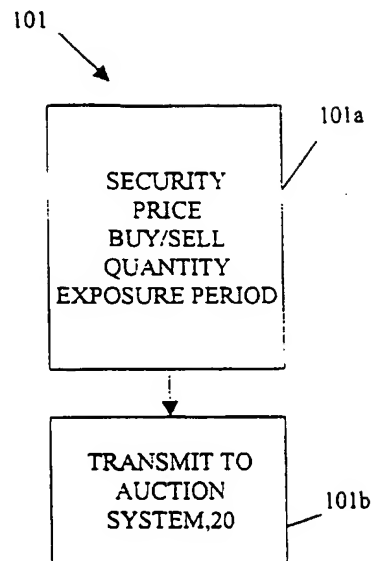 101
101a
SECURITY
PRICE
BUY/SELL
QUANTITY
EXPOSURE PERIOD
TRANSMIT TO
AUCTION
SYSTEM,20
101b